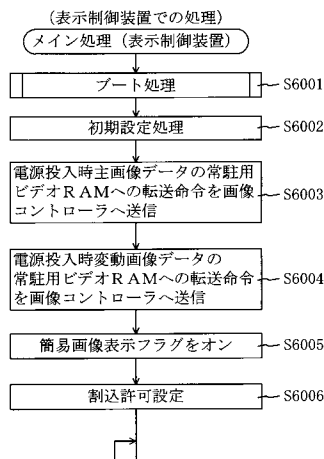 (表示制御装置での処理)
メイン処理(表示制御装置)
ブート処理
S6001
初期設定処理
S6002
電源投入時主画像データの常駐用
ビデオRAMへの転送命令を画像
コントローラへ送信
S6003
電源投入時変動画像データの
常駐用ビデオRAMへの転送命令
を画像コントローラへ送信
S6004
簡易画像表示フラグをオン
S6005
割込許可設定
S6006